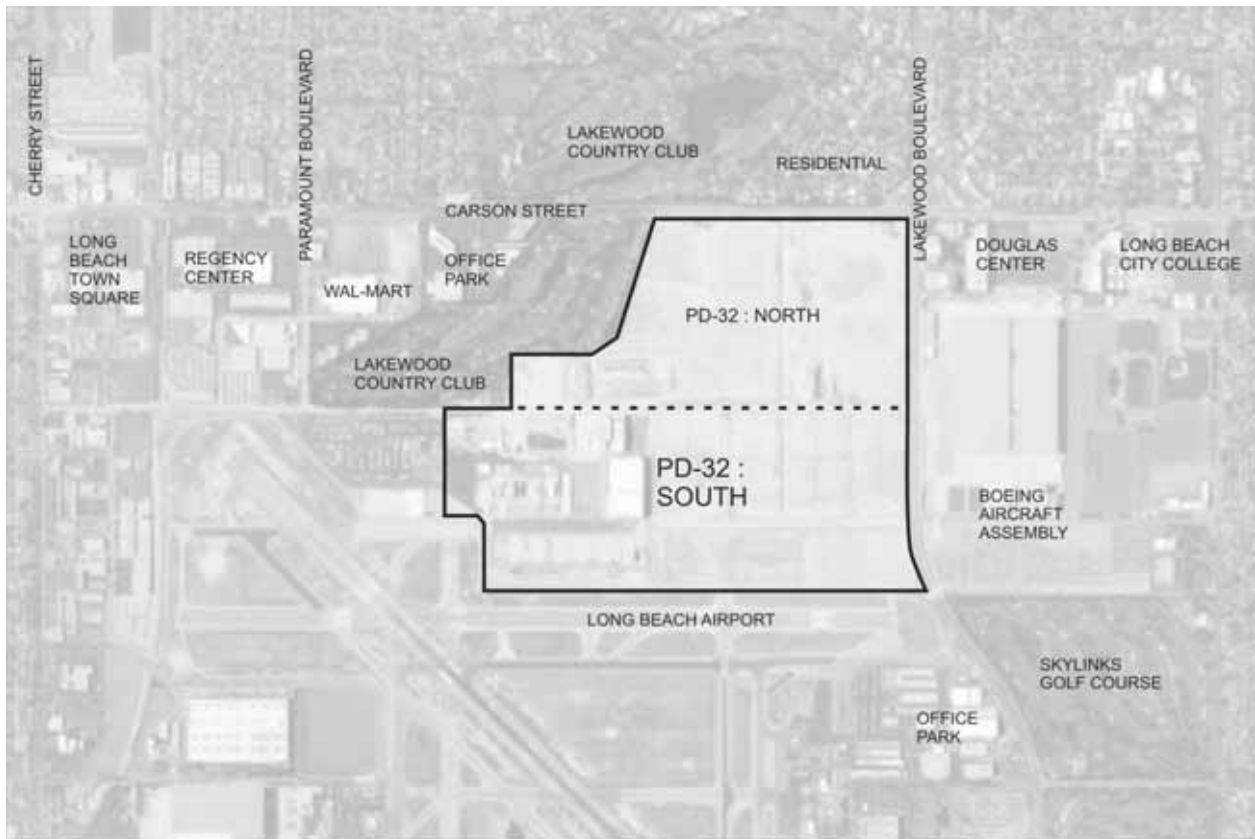 CHERRY STREET
PARAMOUNT BOULEVARD
LAKEWOOD BOULEVARD
LAKEWOOD
COUNTRY CLUB
RESIDENTIAL
CARSON STREET
LONG
BEACH
TOWN
SQUARE
REGENCY
CENTER
WAL-MART
OFFICE
PARK
DOUGLAS
CENTER
LONG BEACH
CITY COLLEGE
PD-32 : NORTH
LAKEWOOD
COUNTRY CLUB
PD-32 :
SOUTH
BOEING
AIRCRAFT
ASSEMBLY
LONG BEACH AIRPORT
SKYLINKS
GOLF COURSE
OFFICE
PARK